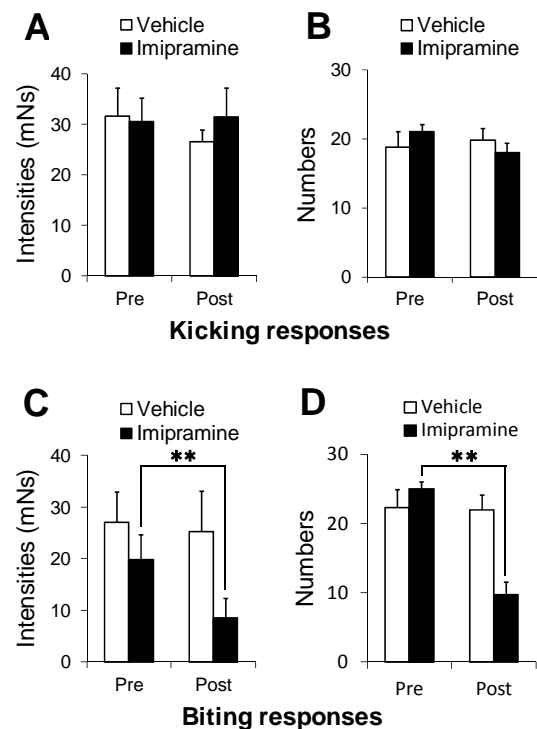 A
Vehicle
Imipramine
Intensities (mNs)
40
30
20
10
0
Pre Post
B
Vehicle
Imipramine
Numbers
30
20
10
0
Pre Post
Kicking responses
C
Vehicle
Imipramine
**
Intensities (mNs)
40
30
20
10
0
Pre Post
D
Vehicle
Imipramine
**
Numbers
30
20
10
0
Pre Post
Biting responses